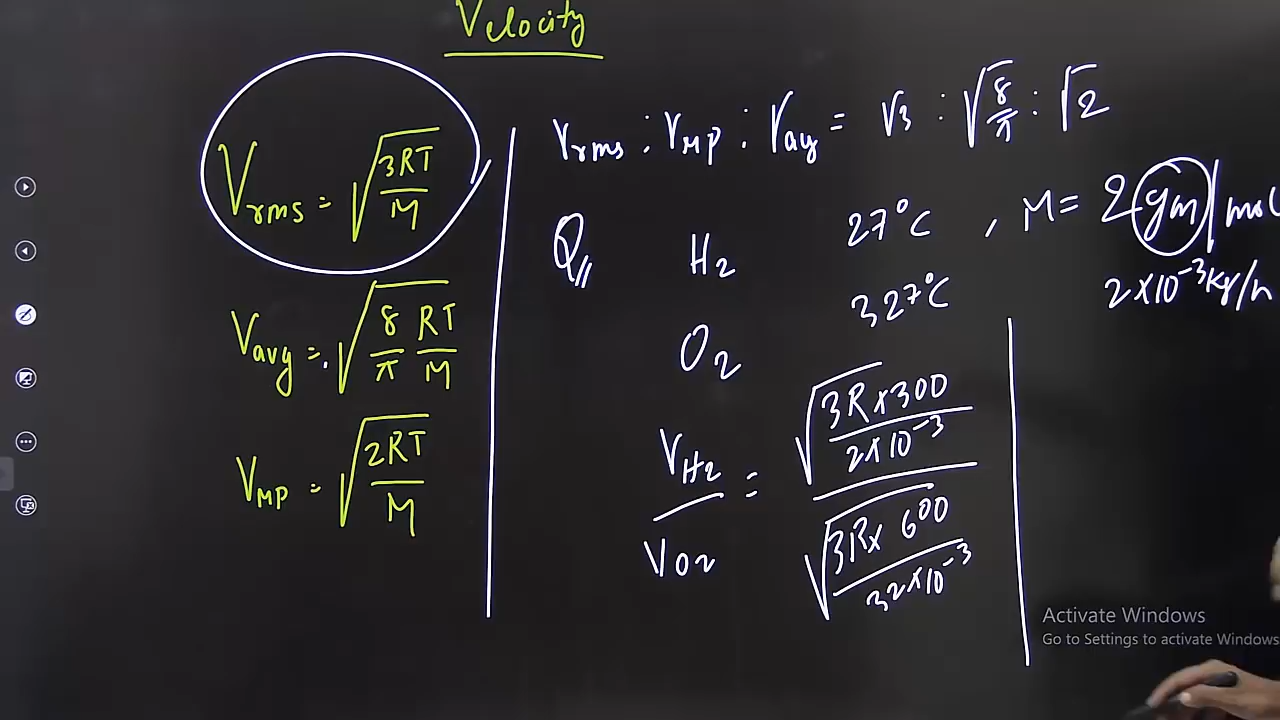 Velocity
Vrms = √(3RT/M)
Vavg = √(8/π RT/M)
VMP = √(2RT/M)
Vrms : VMP : Vavg = √3 : √(8/π) : √2
Q
H2 27°C , M = 2 gm/mol
2×10⁻³ kg/
O2 327°C
VH2/VO2 = √(3R×300/2×10⁻³)/√(3R×600/32×10⁻³)
Activate Windows
Go to Settings to activate Windows